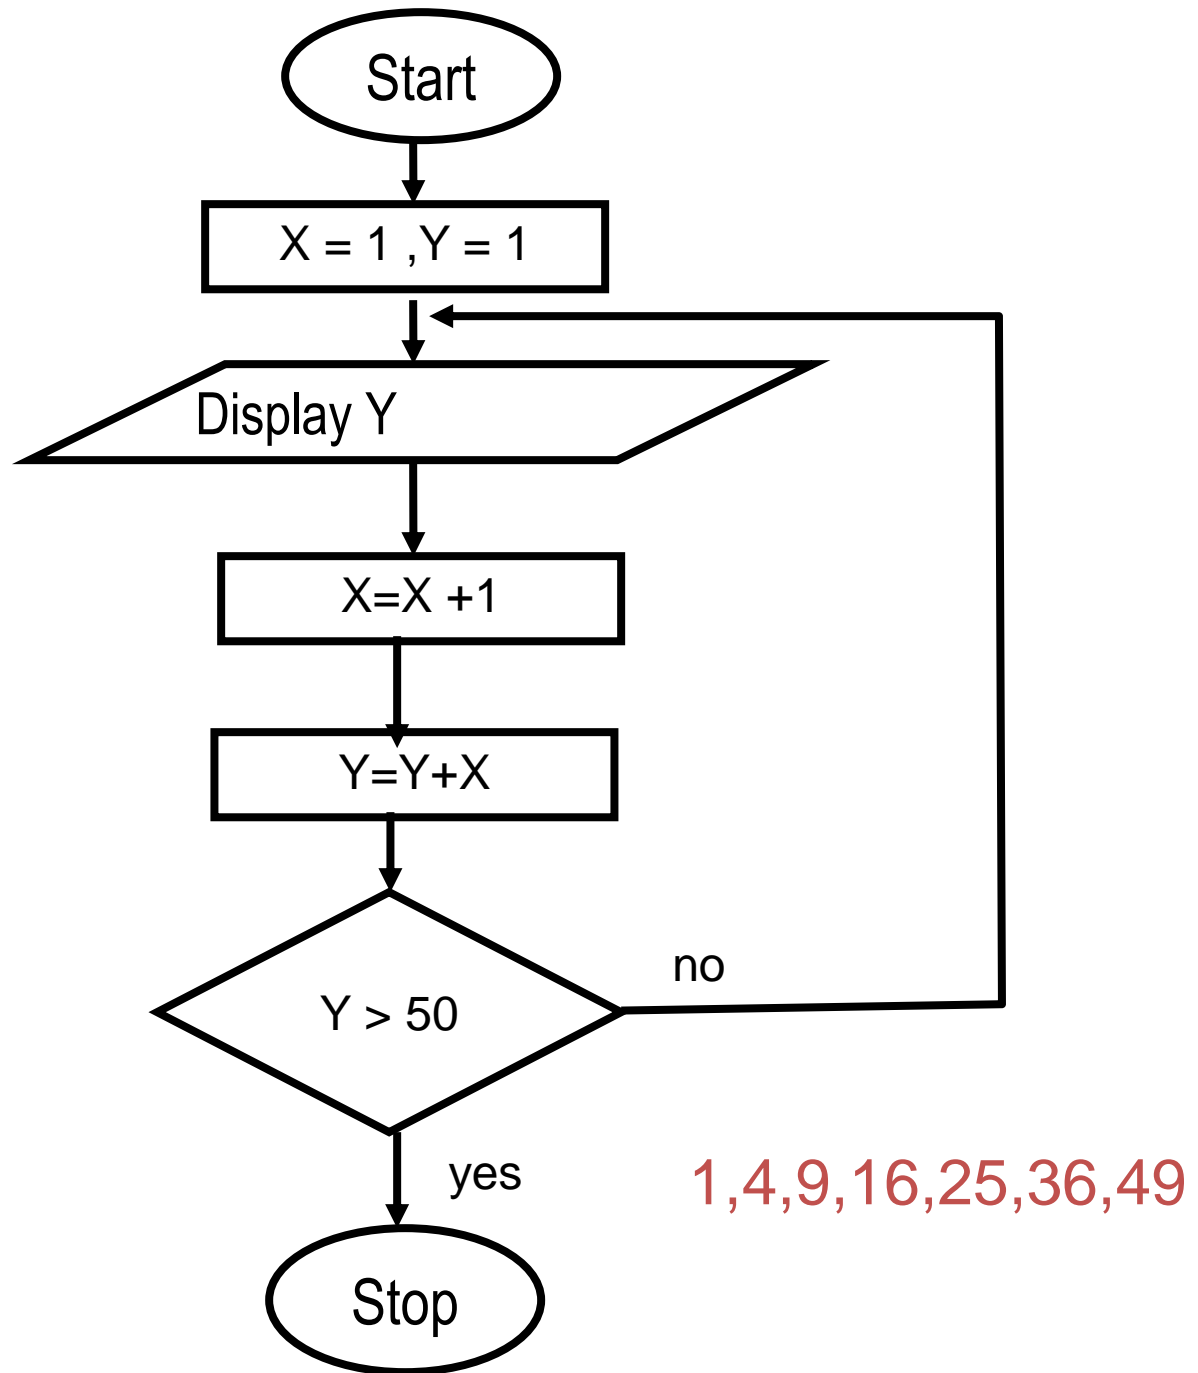 Start
X = 1 ,Y = 1
Display Y
X=X +1
Y=Y+X
Y > 50
no
yes
1,4,9,16,25,36,49
Stop